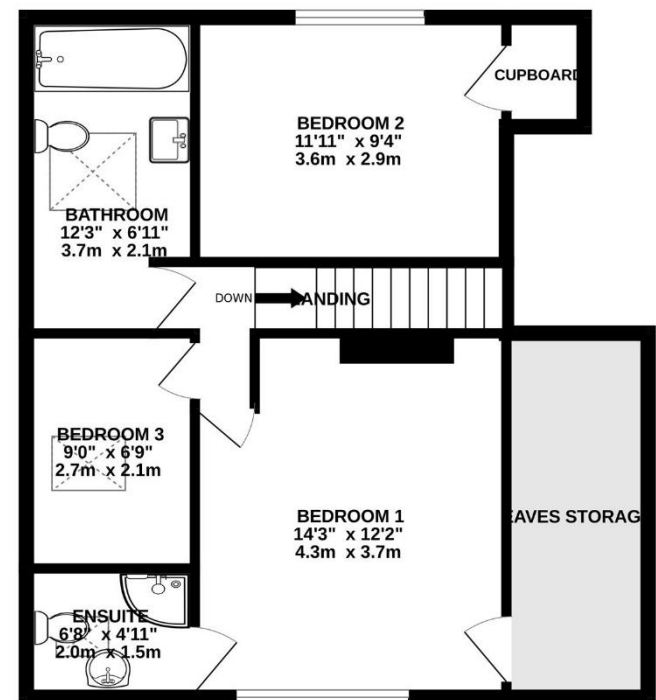 CUPBOARD
BEDROOM 2
11'11" x 9'4"
3.6m x 2.9m
BATHROOM
12'3" x 6'11"
3.7m x 2.1m
DOWN
LANDING
BEDROOM 3
9'0" x 6'9"
2.7m x 2.1m
BEDROOM 1
14'3" x 12'2"
4.3m x 3.7m
EAVES STORAG
ENSUITE
6'8" x 4'11"
2.0m x 1.5m